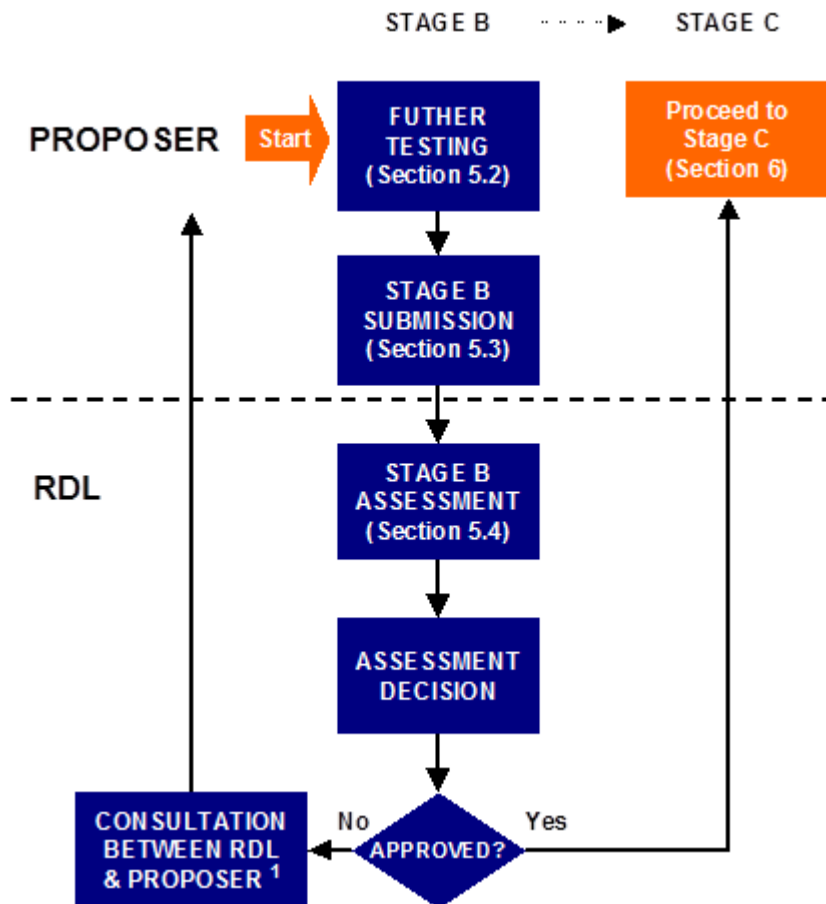 STAGE B
STAGE C
PROPOSER
Start
FUTHER
TESTING
(Section 5.2)
Proceed to
Stage C
(Section 6)
STAGE B
SUBMISSION
(Section 5.3)
RDL
STAGE B
ASSESSMENT
(Section 5.4)
ASSESSMENT
DECISION
CONSULTATION
BETWEEN RDL
& PROPOSER 1
No
APPROVED?
Yes